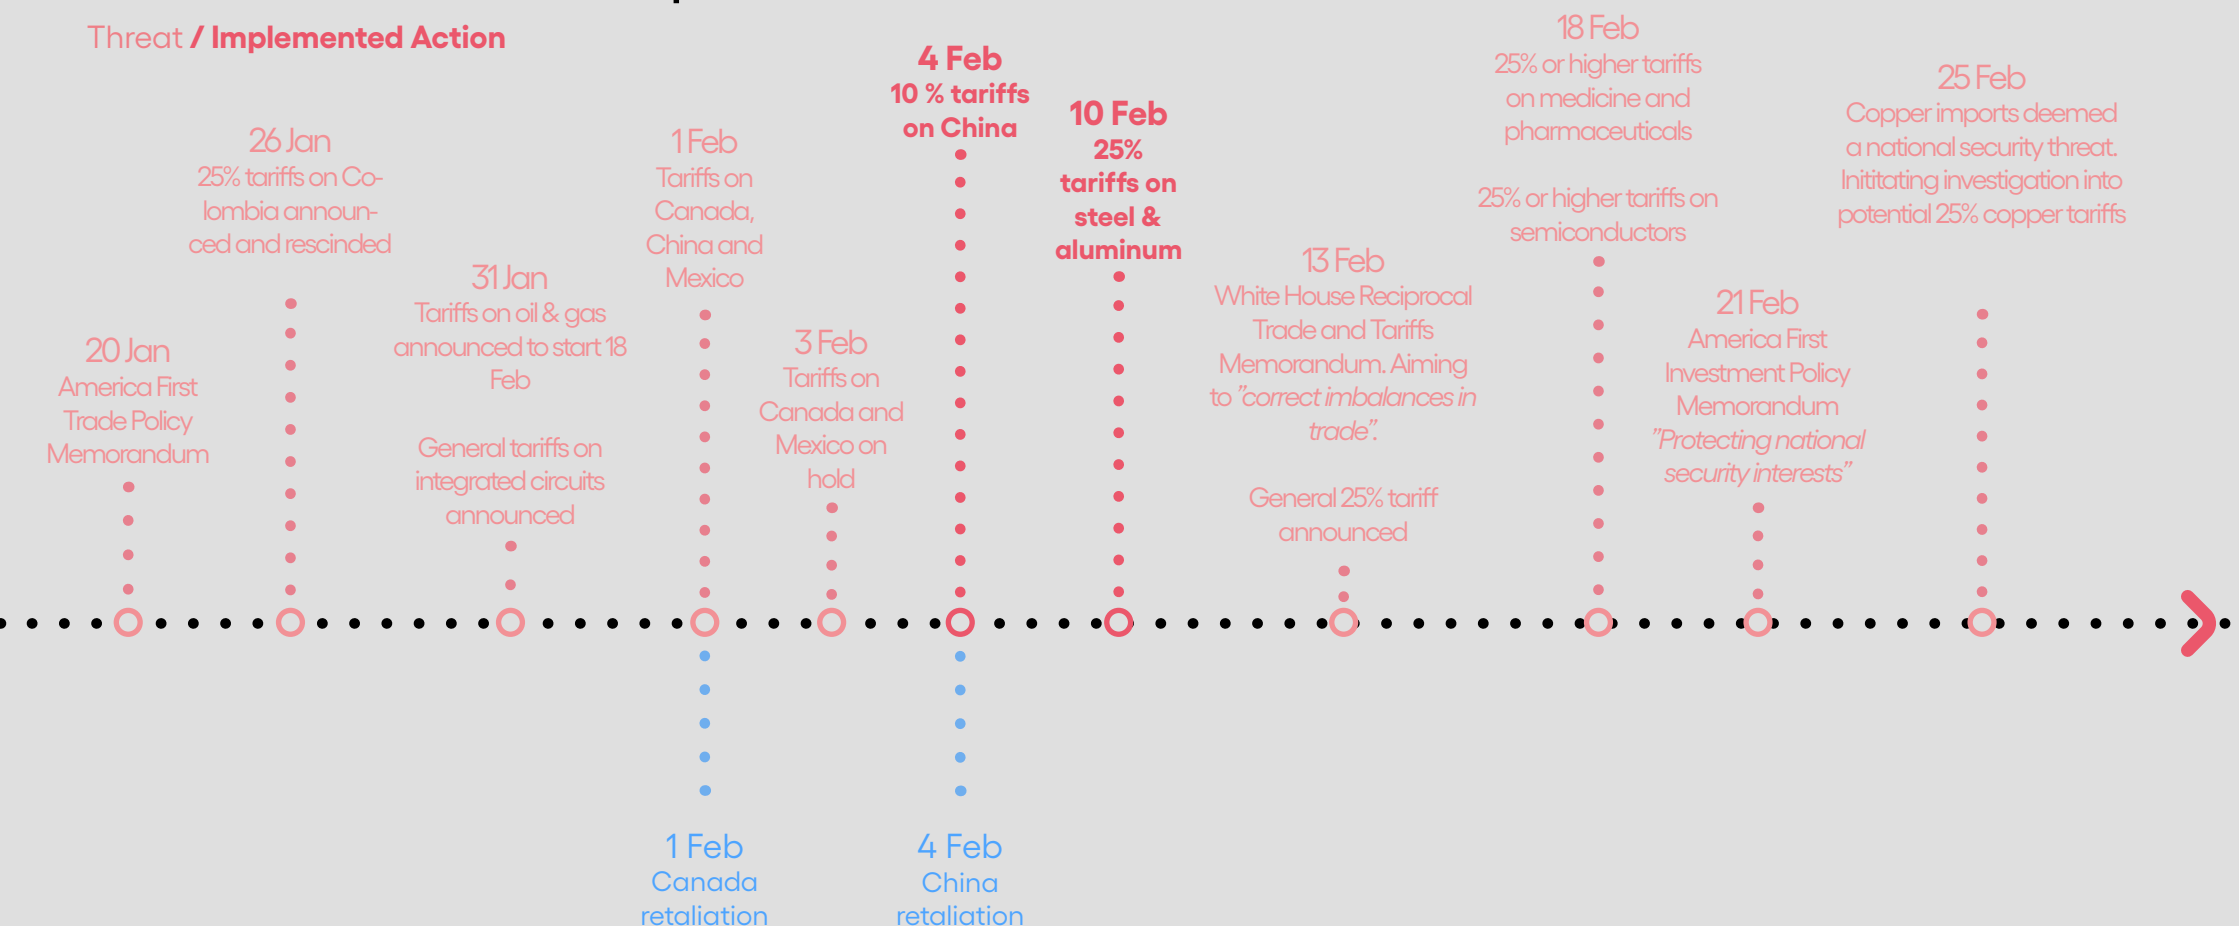 Threat / Implemented Action
20 Jan
America First
Trade Policy
Memorandum
26 Jan
25% tariffs on Co-
lombia announ-
ced and rescinded
31 Jan
Tariffs on oil & gas
announced to start 18
Feb
General tariffs on
integrated circuits
announced
1 Feb
Tariffs on
Canada,
China and
Mexico
3 Feb
Tariffs on
Canada and
Mexico on
hold
4 Feb
10 % tariffs
on China
10 Feb
25%
tariffs on
steel &
aluminum
13 Feb
White House Reciprocal
Trade and Tariffs
Memorandum. Aiming
to ”correct imbalances in
trade”.
General 25% tariff
announced
18 Feb
25% or higher tariffs
on medicine and
pharmaceuticals
25% or higher tariffs on
semiconductors
21 Feb
America First
Investment Policy
Memorandum
”Protecting national
security interests”
25 Feb
Copper imports deemed
a national security threat.
Inititating investigation into
potential 25% copper tariffs
1 Feb
Canada
retaliation
4 Feb
China
retaliation